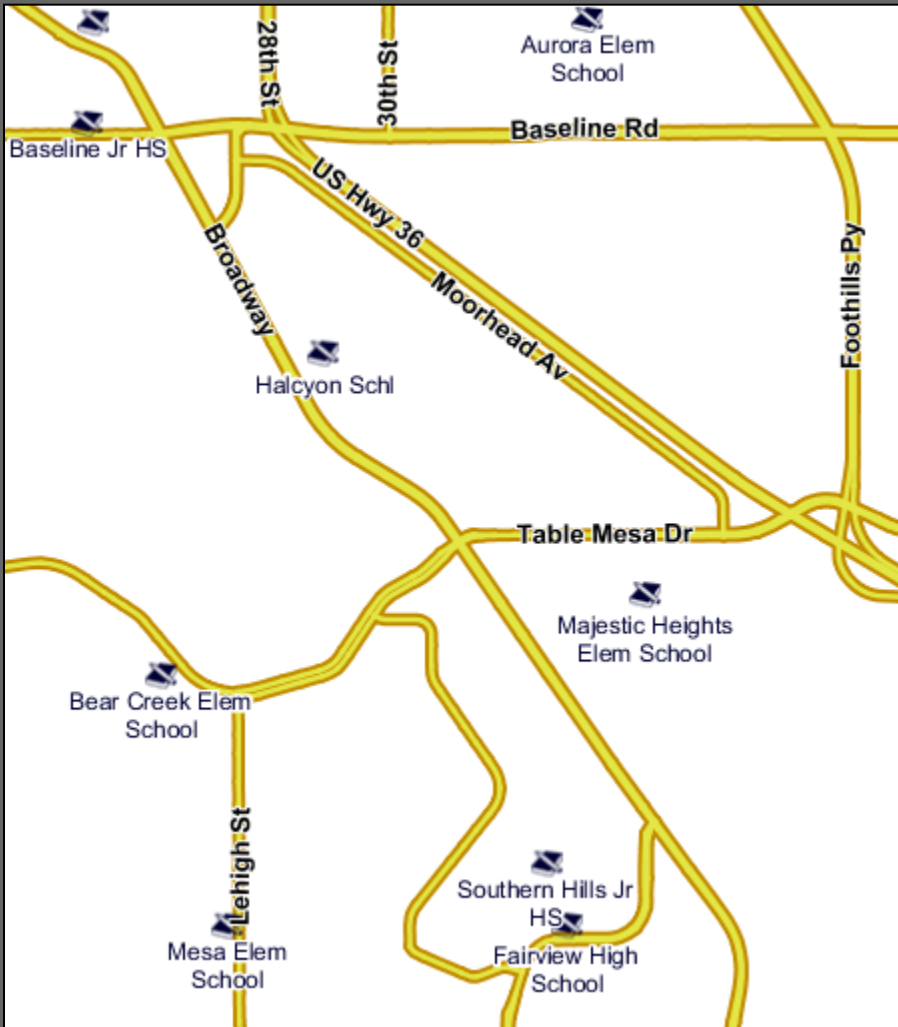 28th St
30th St
Aurora Elem
School
Baseline Rd
Baseline Jr HS
US Hwy 36
Broadway
Moorhead Av
Foothills Py
Halcyon Schl
Table Mesa Dr
Majestic Heights
Elem School
Bear Creek Elem
School
Lehigh St
Southern Hills Jr
HS
Mesa Elem
School
Fairview High
School